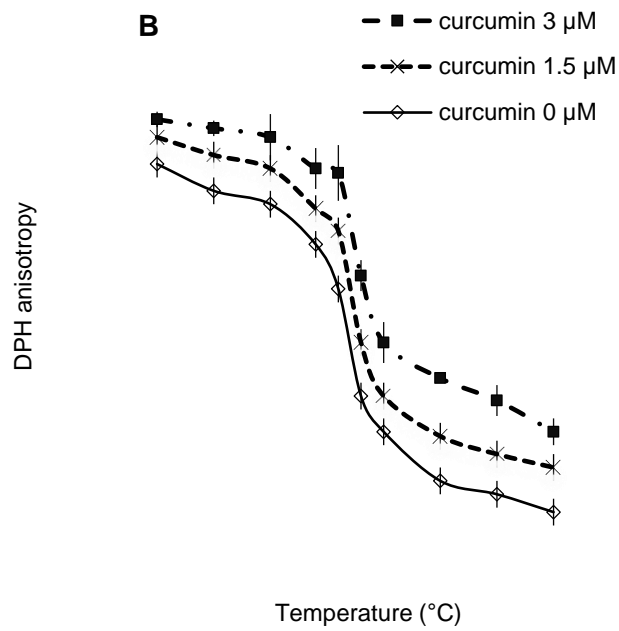 B
curcumin 3 µM
curcumin 1.5 µM
curcumin 0 µM
DPH anisotropy
Temperature (°C)